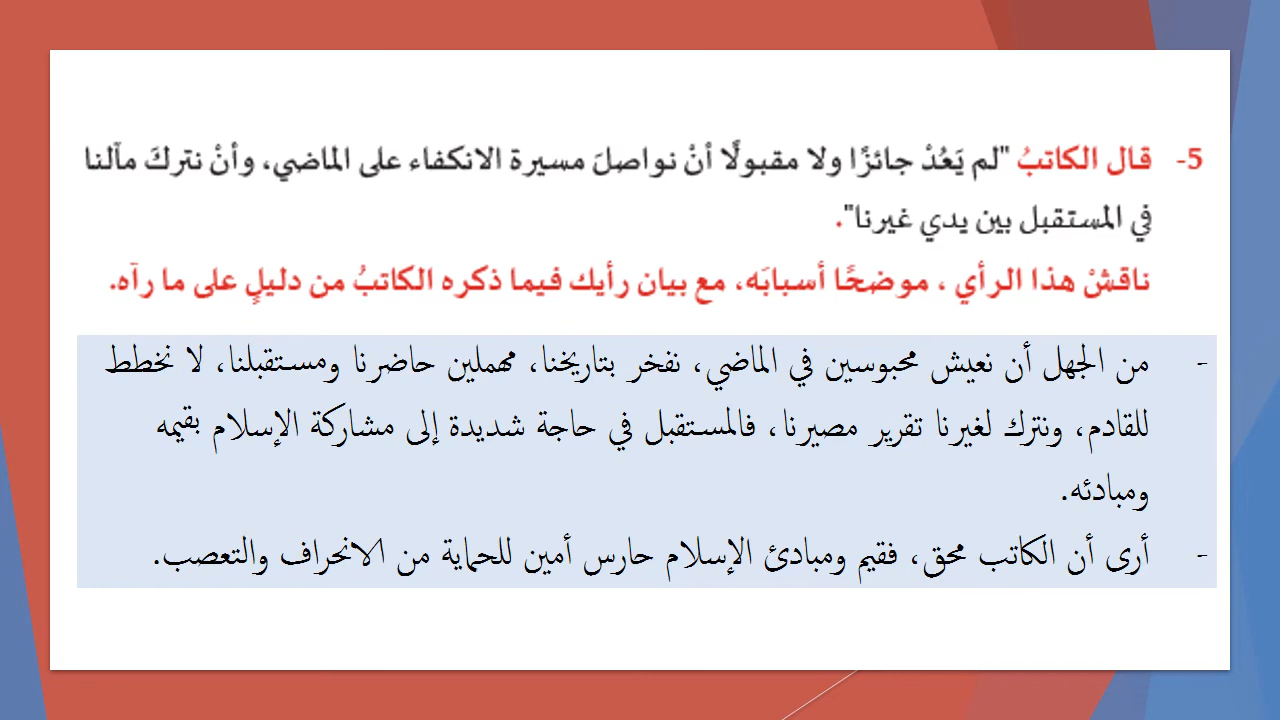 5- قال الكاتبُ "لم يَعُدْ جائزًا ولا مقبولًا أنْ نواصلَ مسيرة الانكفاء على الماضي، وأنْ نتركَ مآلنا
في المستقبل بين يدي غيرنا".
ناقشْ هذا الرأي ، موضحًا أسبابَه، مع بيان رأيك فيما ذكره الكاتبُ من دليلٍ على ما رآه.
- من الجهل أن نعيش محبوسين في الماضي، نفخر بتاريخنا، مهملين حاضرنا ومستقبلنا، لا نخطط
للقادم، ونترك لغيرنا تقرير مصيرنا، فالمستقبل في حاجة شديدة إلى مشاركة الإسلام بقيمه
ومبادئه.
- أرى أن الكاتب محق، فقيم ومبادئ الإسلام حارس أمين للحماية من الانحراف والتعصب.